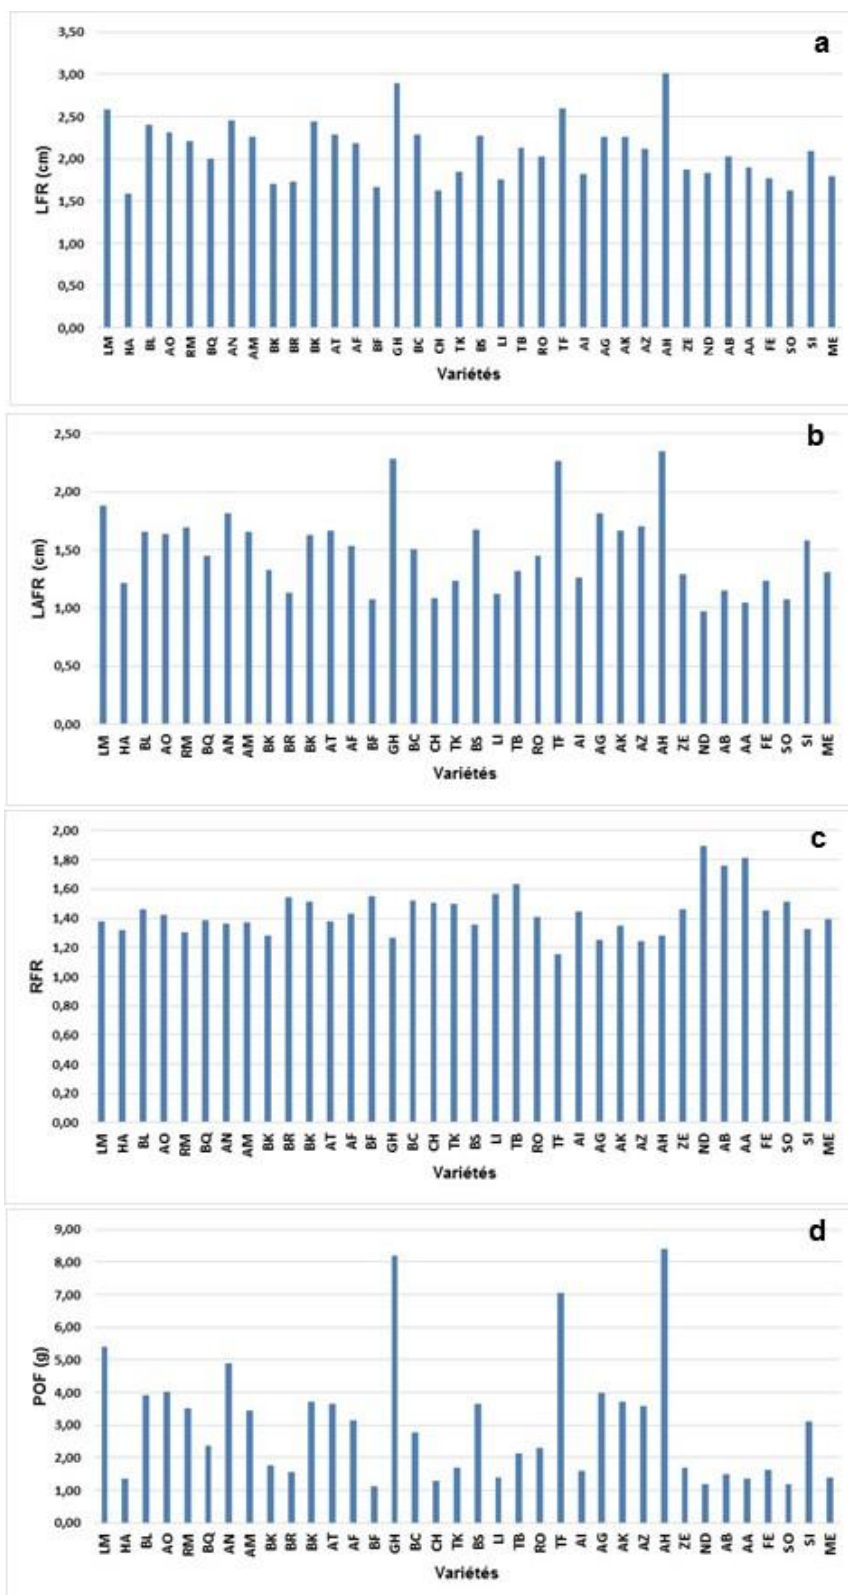 a
3,50
3,00
2,50
2,00
1,50
1,00
0,50
0,00
LFR (cm)
LM HA BL AO RM BQ AN AM BK BR BK AT AF BF GH BC CH TK BS LI TB RO TF AI AG AK AZ AH ZE ND AB AA FE SO SI ME
Variétés
b
2,50
2,00
1,50
1,00
0,50
0,00
LAFR (cm)
LM HA BL AO RM BQ AN AM BK BR BK AT AF BF GH BC CH TK BS LI TB RO TF AI AG AK AZ AH ZE ND AB AA FE SO SI ME
Variétés
c
2,00
1,80
1,60
1,40
1,20
1,00
0,80
0,60
0,40
0,20
0,00
RFR
LM HA BL AO RM BQ AN AM BK BR BK AT AF BF GH BC CH TK BS LI TB RO TF AI AG AK AZ AH ZE ND AB AA FE SO SI ME
Variétés
d
9,00
8,00
7,00
6,00
5,00
4,00
3,00
2,00
1,00
0,00
POF (g)
LM HA BL AO RM BQ AN AM BK BR BK AT AF BF GH BC CH TK BS LI TB RO TF AI AG AK AZ AH ZE ND AB AA FE SO SI ME
Variétés